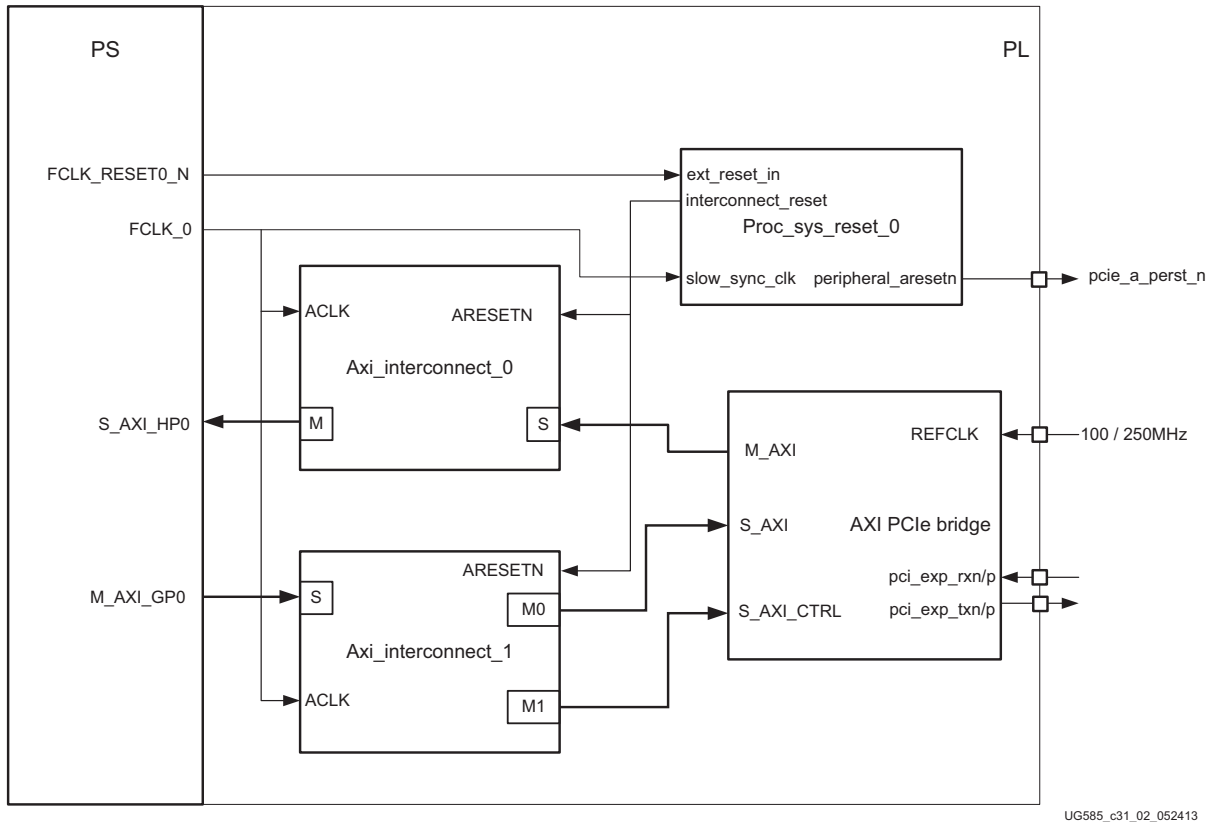 PS
PL
FCLK_RESET0_N
ext_reset_in
interconnect_reset
FCLK_0
Proc_sys_reset_0
slow_sync_clk
peripheral_aresetn
pcie_a_perst_n
ACLK
ARESETN
Axi_interconnect_0
S_AXI_HP0
M
S
M_AXI
REFCLK
100 / 250MHz
S_AXI
AXI PCIe bridge
ARESETN
pci_exp_rxn/p
M_AXI_GP0
S
M0
S_AXI_CTRL
pci_exp_txn/p
Axi_interconnect_1
ACLK
M1
UG585_c31_02_052413